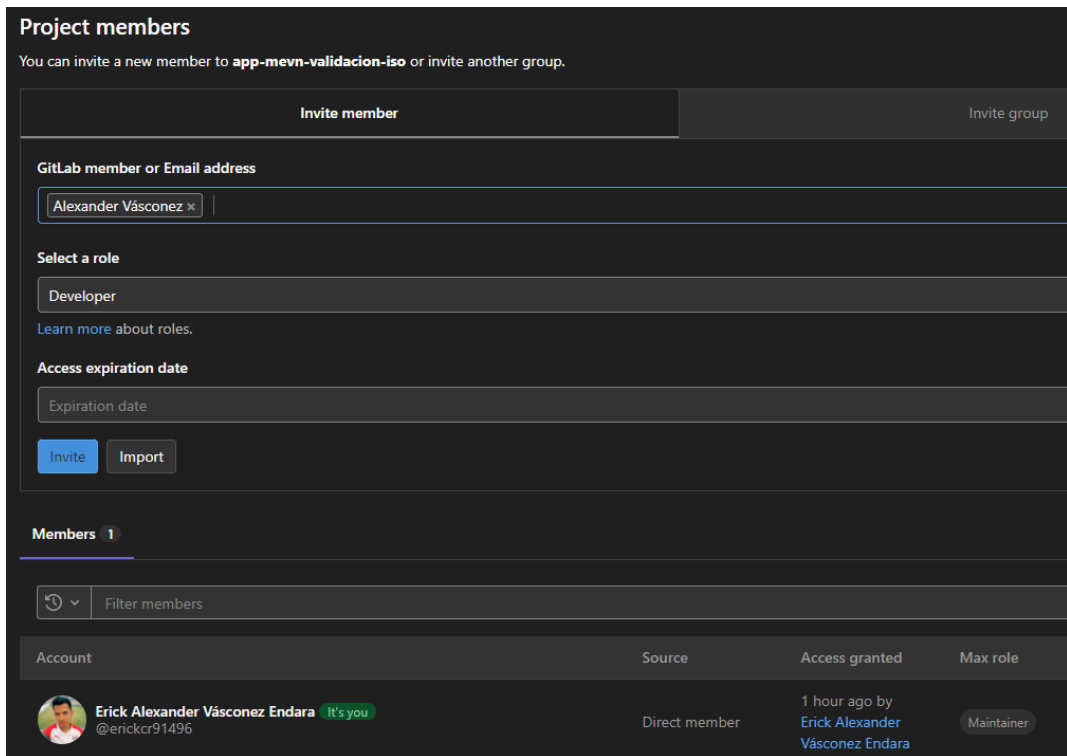 Project members
You can invite a new member to app-mevn-validacion-iso or invite another group.
Invite member
Invite group
GitLab member or Email address
Alexander Vásconez ×
Select a role
Developer
Learn more about roles.
Access expiration date
Expiration date
Invite
Import
Members 1
Filter members
Account
Source
Access granted
Max role
Erick Alexander Vásconez Endara It's you
@erickcr91496
Direct member
1 hour ago by
Erick Alexander
Vásconez Endara
Maintainer